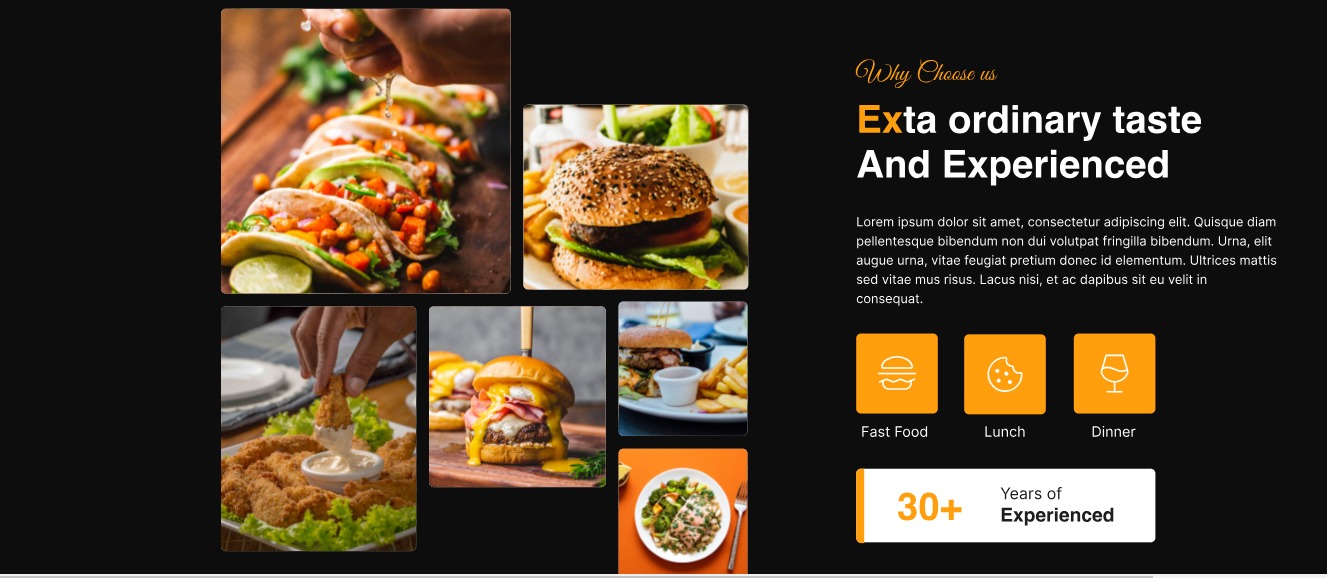 Why Choose us
Exta ordinary taste
And Experienced
Lorem ipsum dolor sit amet, consectetur adipiscing elit. Quisque diam
pellentesque bibendum non dui volutpat fringilla bibendum. Urna, elit
augue urna, vitae feugiat pretium donec id elementum. Ultrices mattis
sed vitae mus risus. Lacus nisi, et ac dapibus sit eu velit in
consequat.
Fast Food
Lunch
Dinner
30+
Years of
Experienced